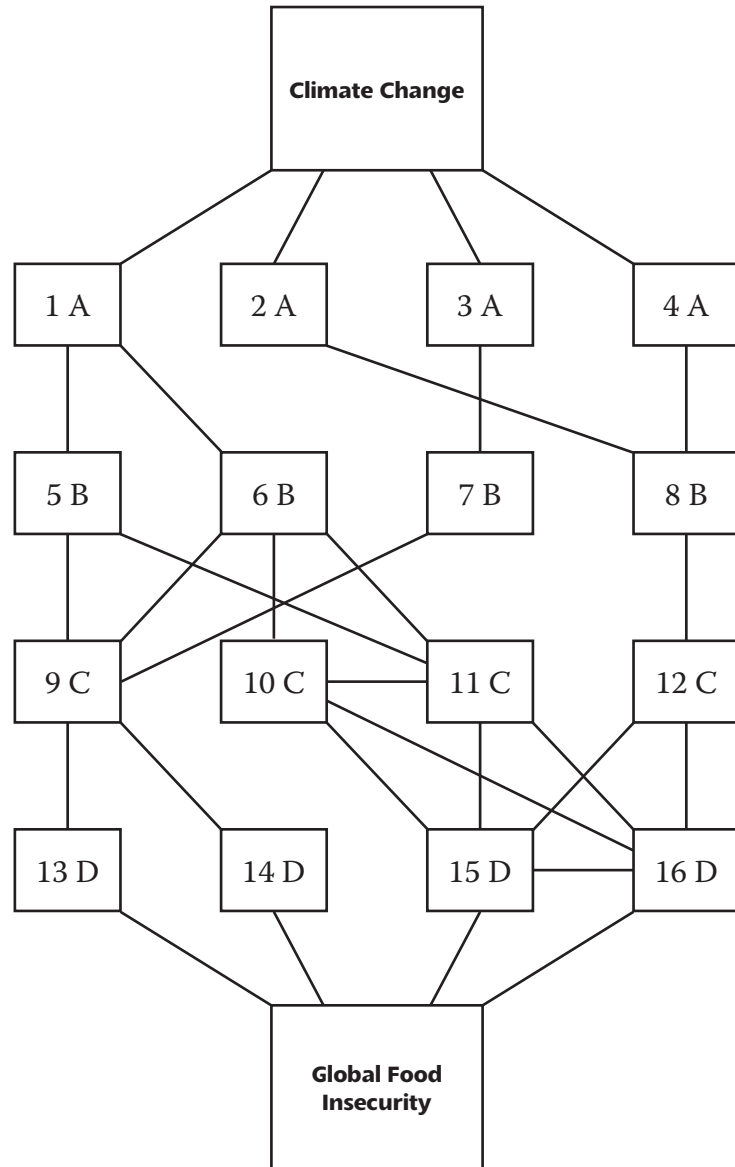 Climate Change
1 A
2 A
3 A
4 A
5 B
6 B
7 B
8 B
9 C
10 C
11 C
12 C
13 D
14 D
15 D
16 D
Global Food
Insecurity